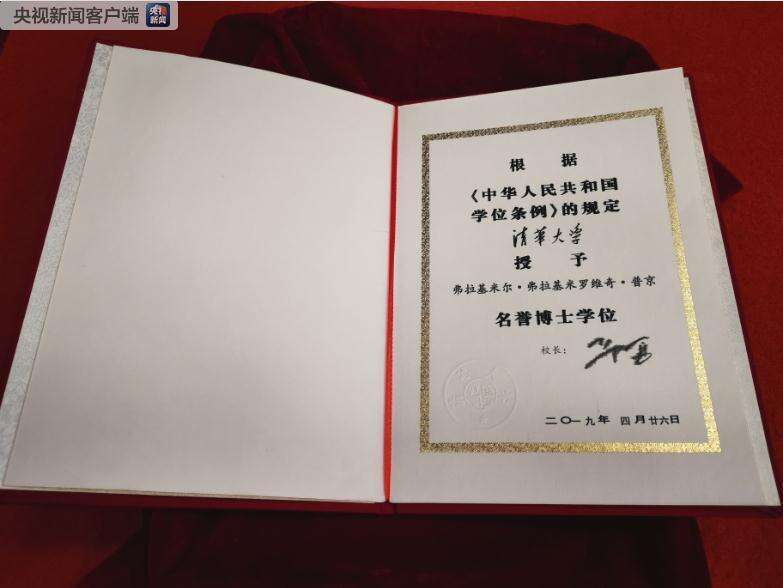 央视新闻客户端
根 据
《中华人民共和国
学位条例》的规定
清华大学
授 予
弗拉基米尔·弗拉基米罗维奇·普京
名誉博士学位
校长：
二〇一九年 四月廿六日